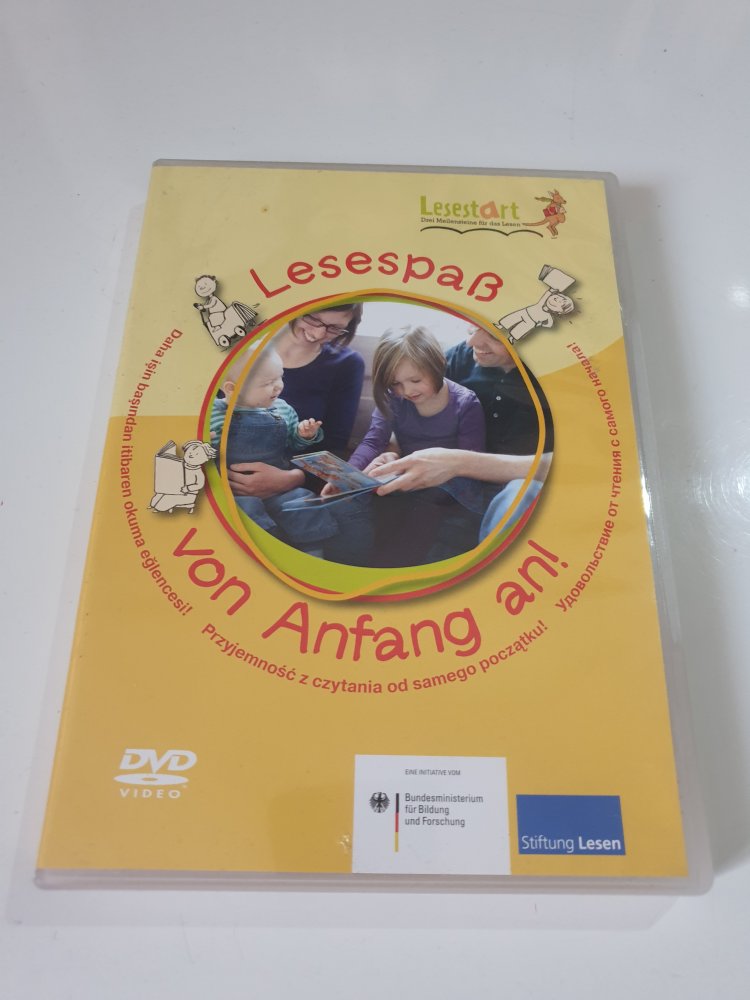 Lesestart
Drei Meilensteine für das Lesen
Lesespaß
von Anfang an!
Daha işin başından itibaren okuma eğlencesi!
Przyjemność z czytania od samego początku!
Удовольствие от чтения с самого начала!
DVD
VIDEO
EINE INITIATIVE VOM
Bundesministerium
für Bildung
und Forschung
Stiftung Lesen